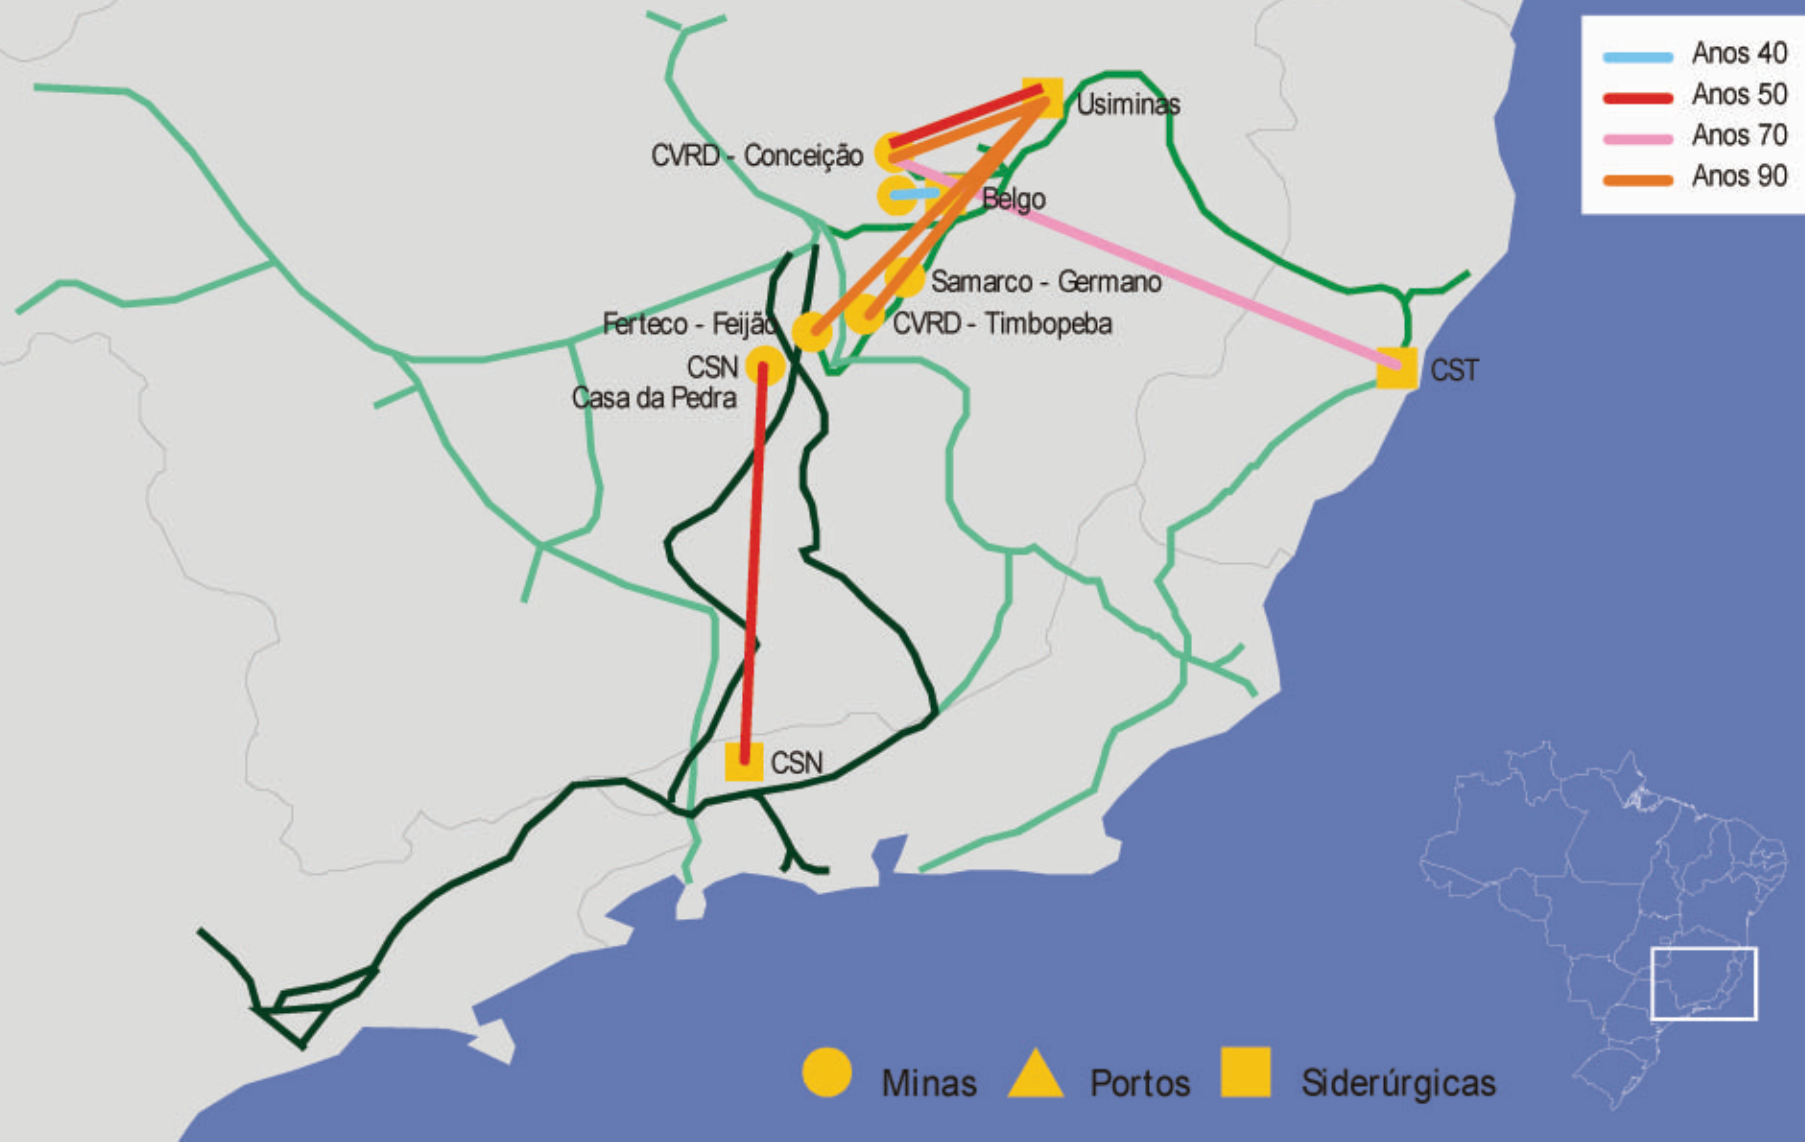 Anos 40
Anos 50
Anos 70
Anos 90
Usiminas
CVRD - Conceição
Belgo
Samarco - Germano
Ferteco - Feijão
CVRD - Timbopeba
CSN
Casa da Pedra
CST
CSN
Minas
Portos
Siderúrgicas